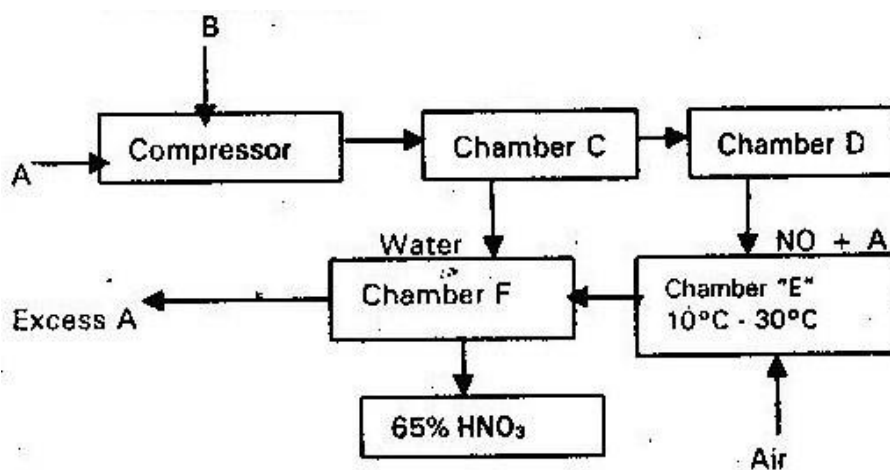 B
Compressor
Chamber C
Chamber D
A
Water
NO + A
Chamber F
Chamber "E"
10°C - 30°C
Excess A
65% HNO₃
Air